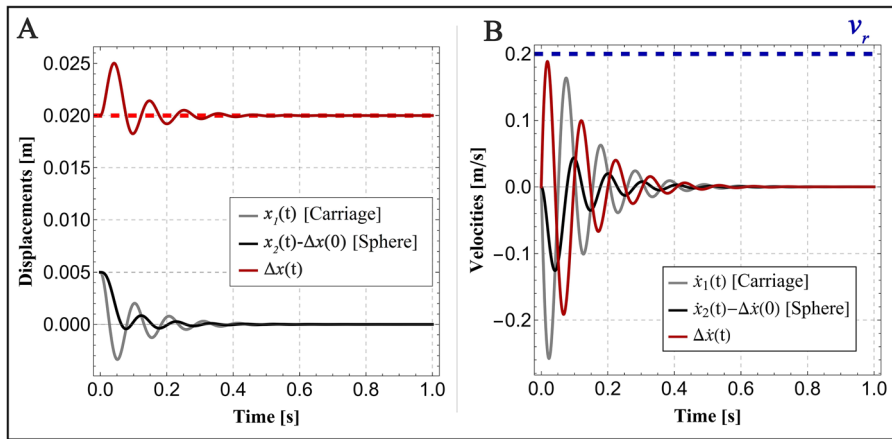 A
Displacements [m]
0.025
0.020
0.015
0.010
0.005
0.000
x₁(t) [Carriage]
x₂(t)-Δx(0) [Sphere]
Δx(t)
0.0 0.2 0.4 0.6 0.8 1.0
Time [s]
B
vᵣ
Velocities [m/s]
0.2
0.1
0.0
-0.1
-0.2
ẋ₁(t) [Carriage]
ẋ₂(t)-Δẋ(0) [Sphere]
Δẋ(t)
0.0 0.2 0.4 0.6 0.8 1.0
Time [s]